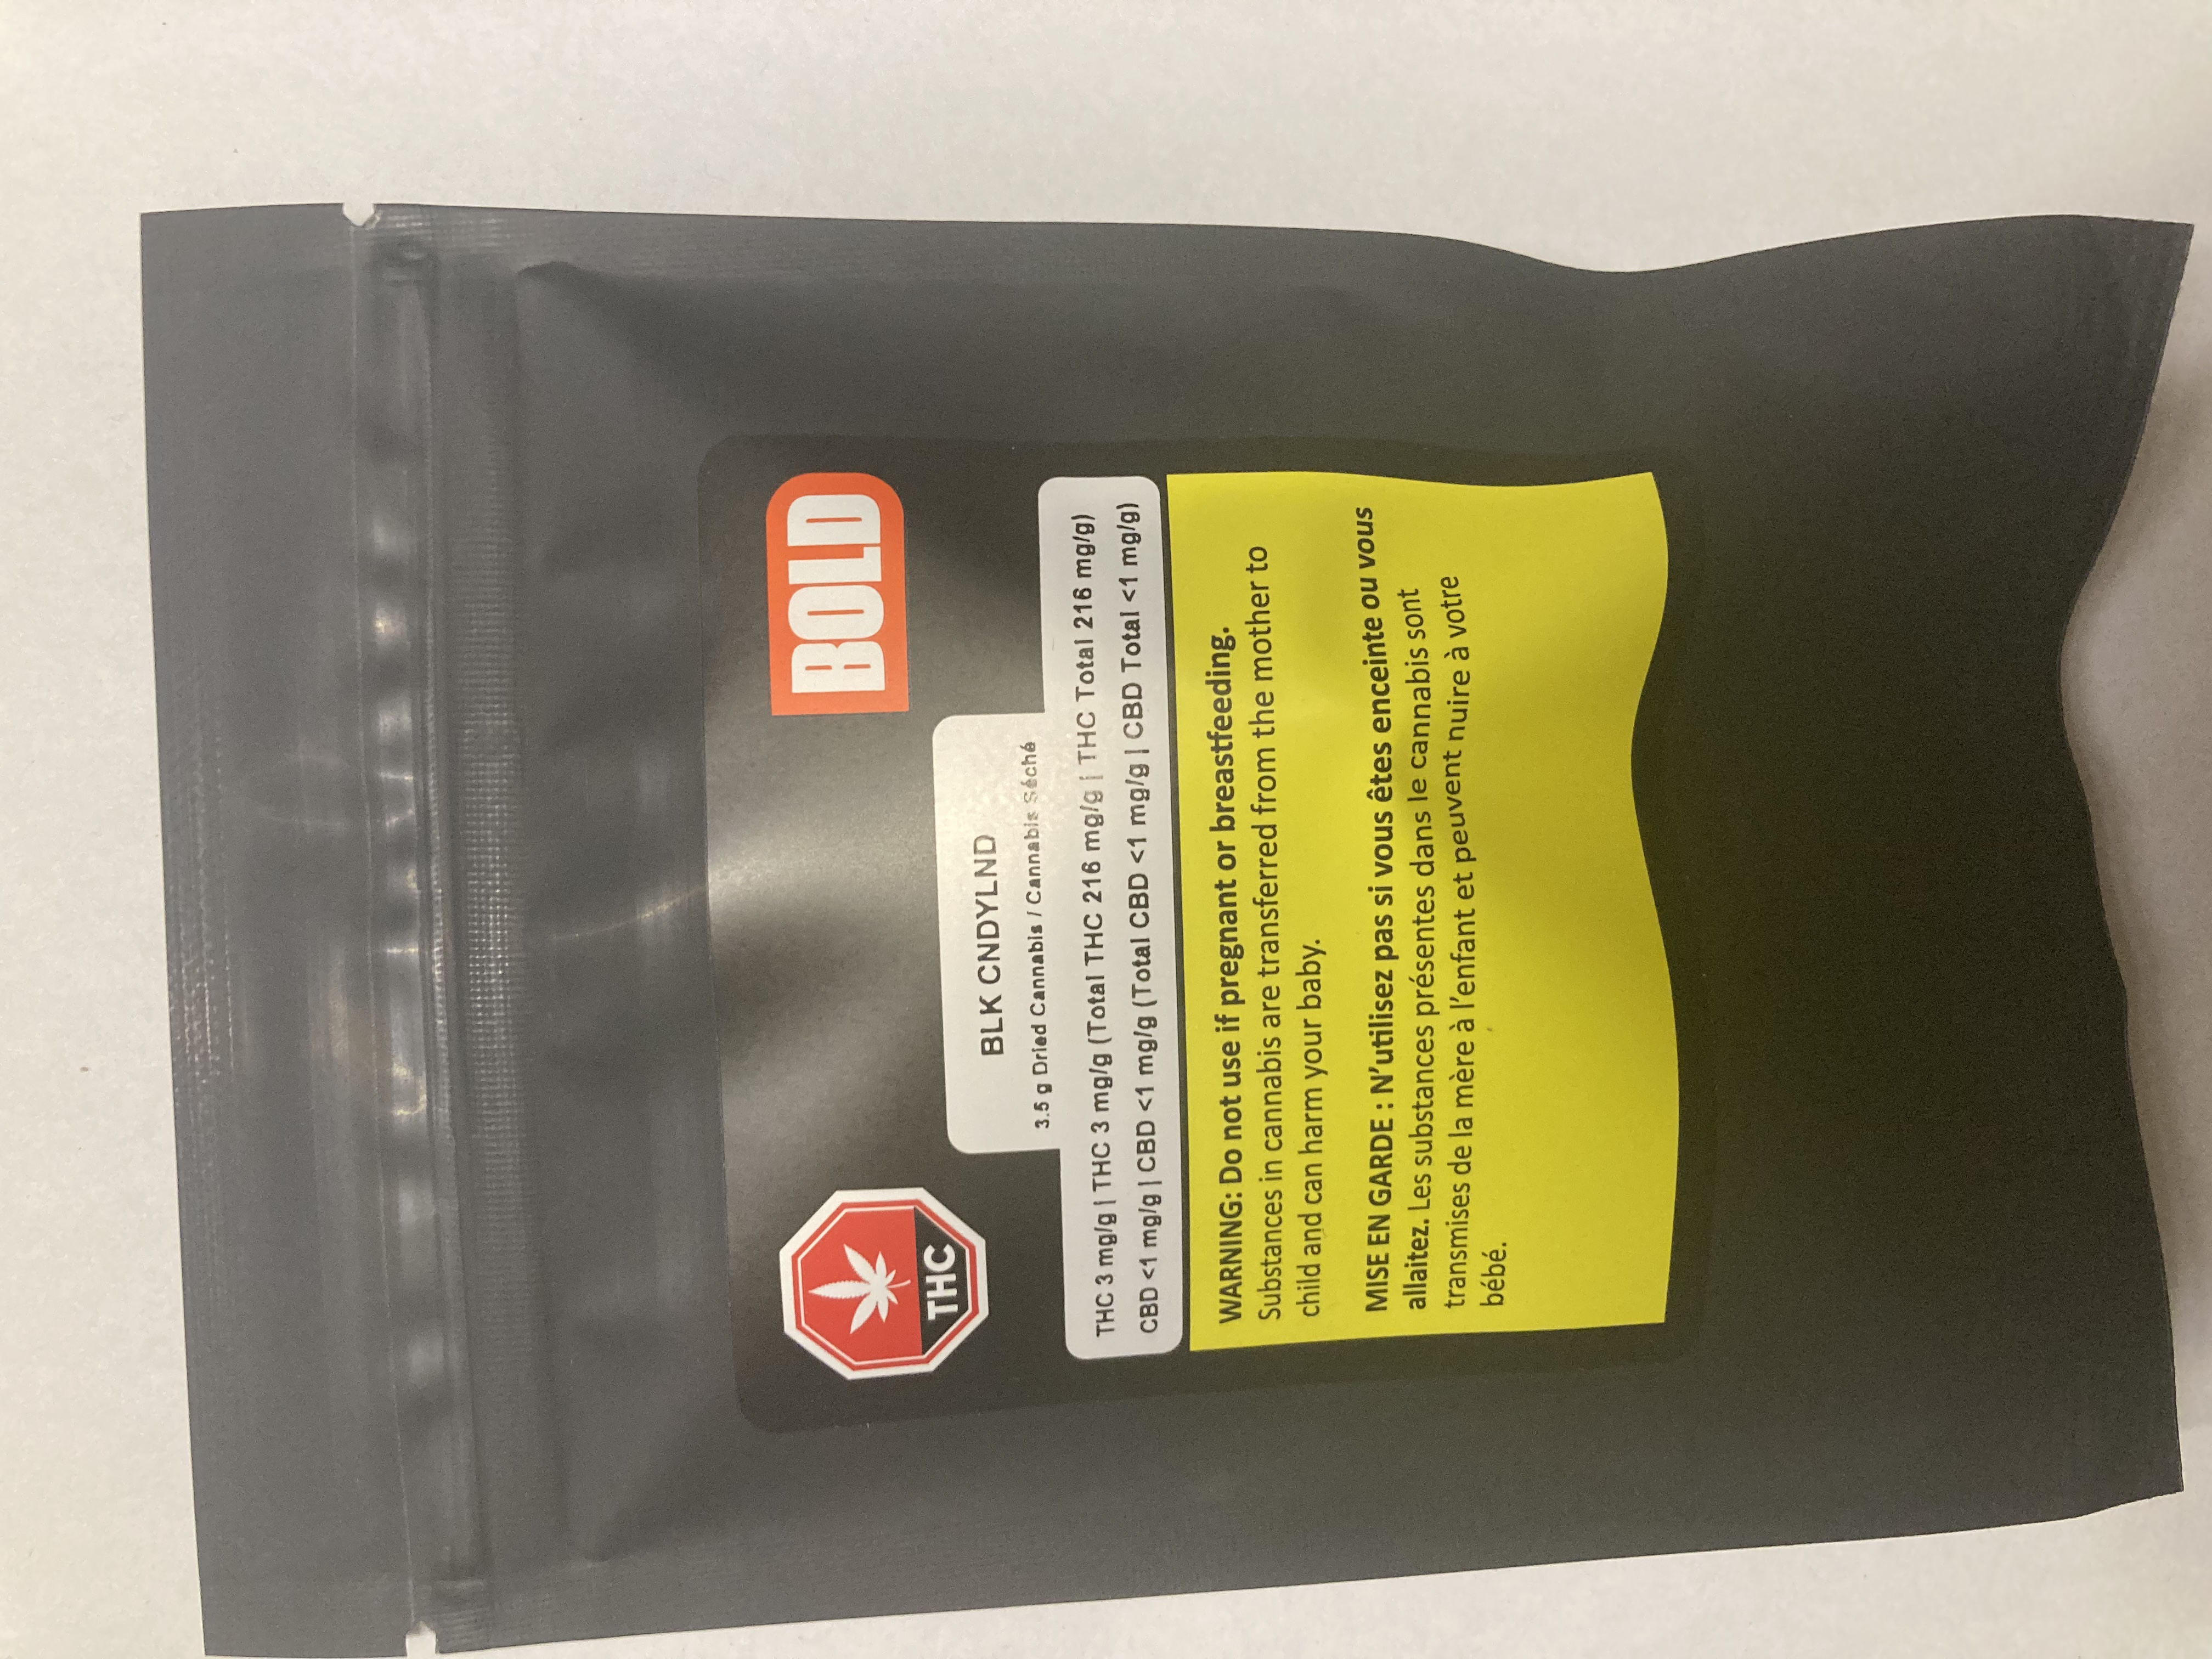 THC
BOLD
BLK CNDYLND
3.5 g Dried Cannabis / Cannabis Séché
THC 3 mg/g | THC 3 mg/g (Total THC 216 mg/g | THC Total 216 mg/g)
CBD <1 mg/g | CBD <1 mg/g (Total CBD <1 mg/g | CBD Total <1 mg/g)
WARNING: Do not use if pregnant or breastfeeding.
Substances in cannabis are transferred from the mother to
child and can harm your baby.
MISE EN GARDE : N’utilisez pas si vous êtes enceinte ou vous
allaitez. Les substances présentes dans le cannabis sont
transmises de la mère à l’enfant et peuvent nuire à votre
bébé.